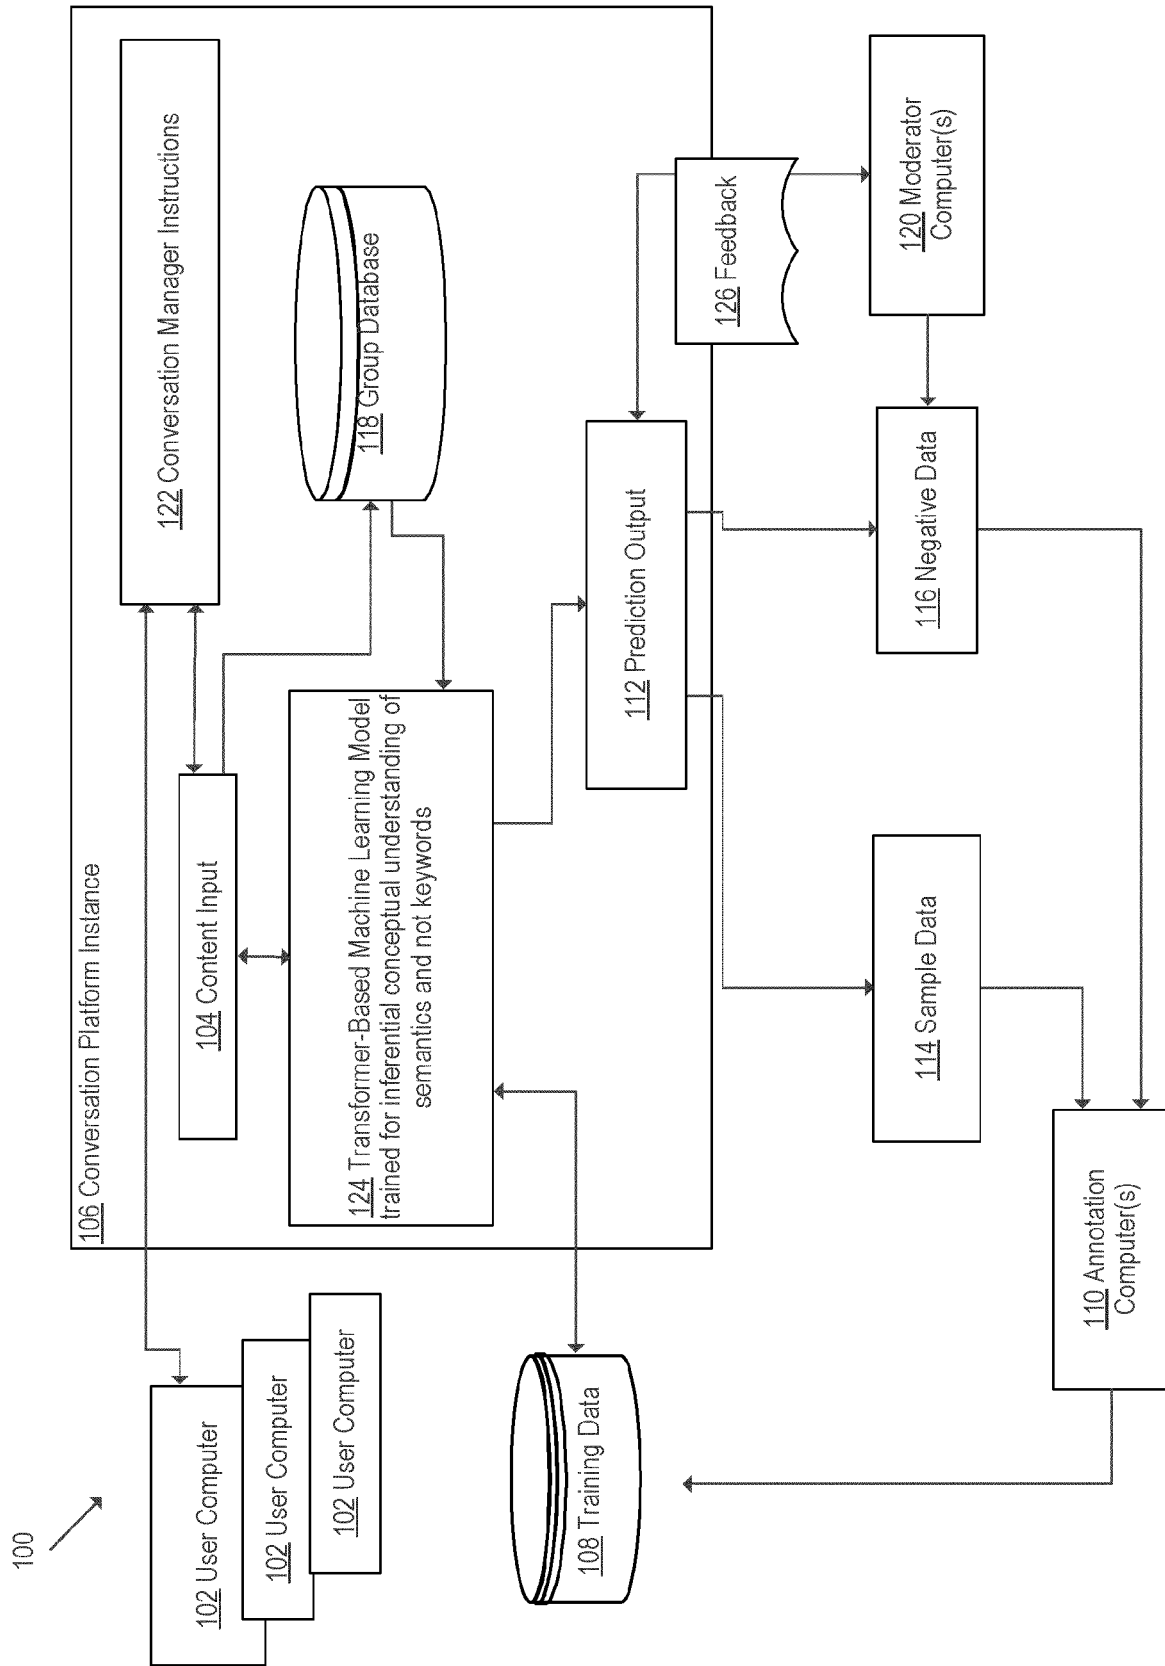 100
102 User Computer
102 User Computer
102 User Computer
106 Conversation Platform Instance
104 Content Input
122 Conversation Manager Instructions
124 Transformer-Based Machine Learning Model
trained for inferential conceptual understanding of
semantics and not keywords
118 Group Database
108 Training Data
112 Prediction Output
126 Feedback
114 Sample Data
116 Negative Data
120 Moderator
Computer(s)
110 Annotation
Computer(s)